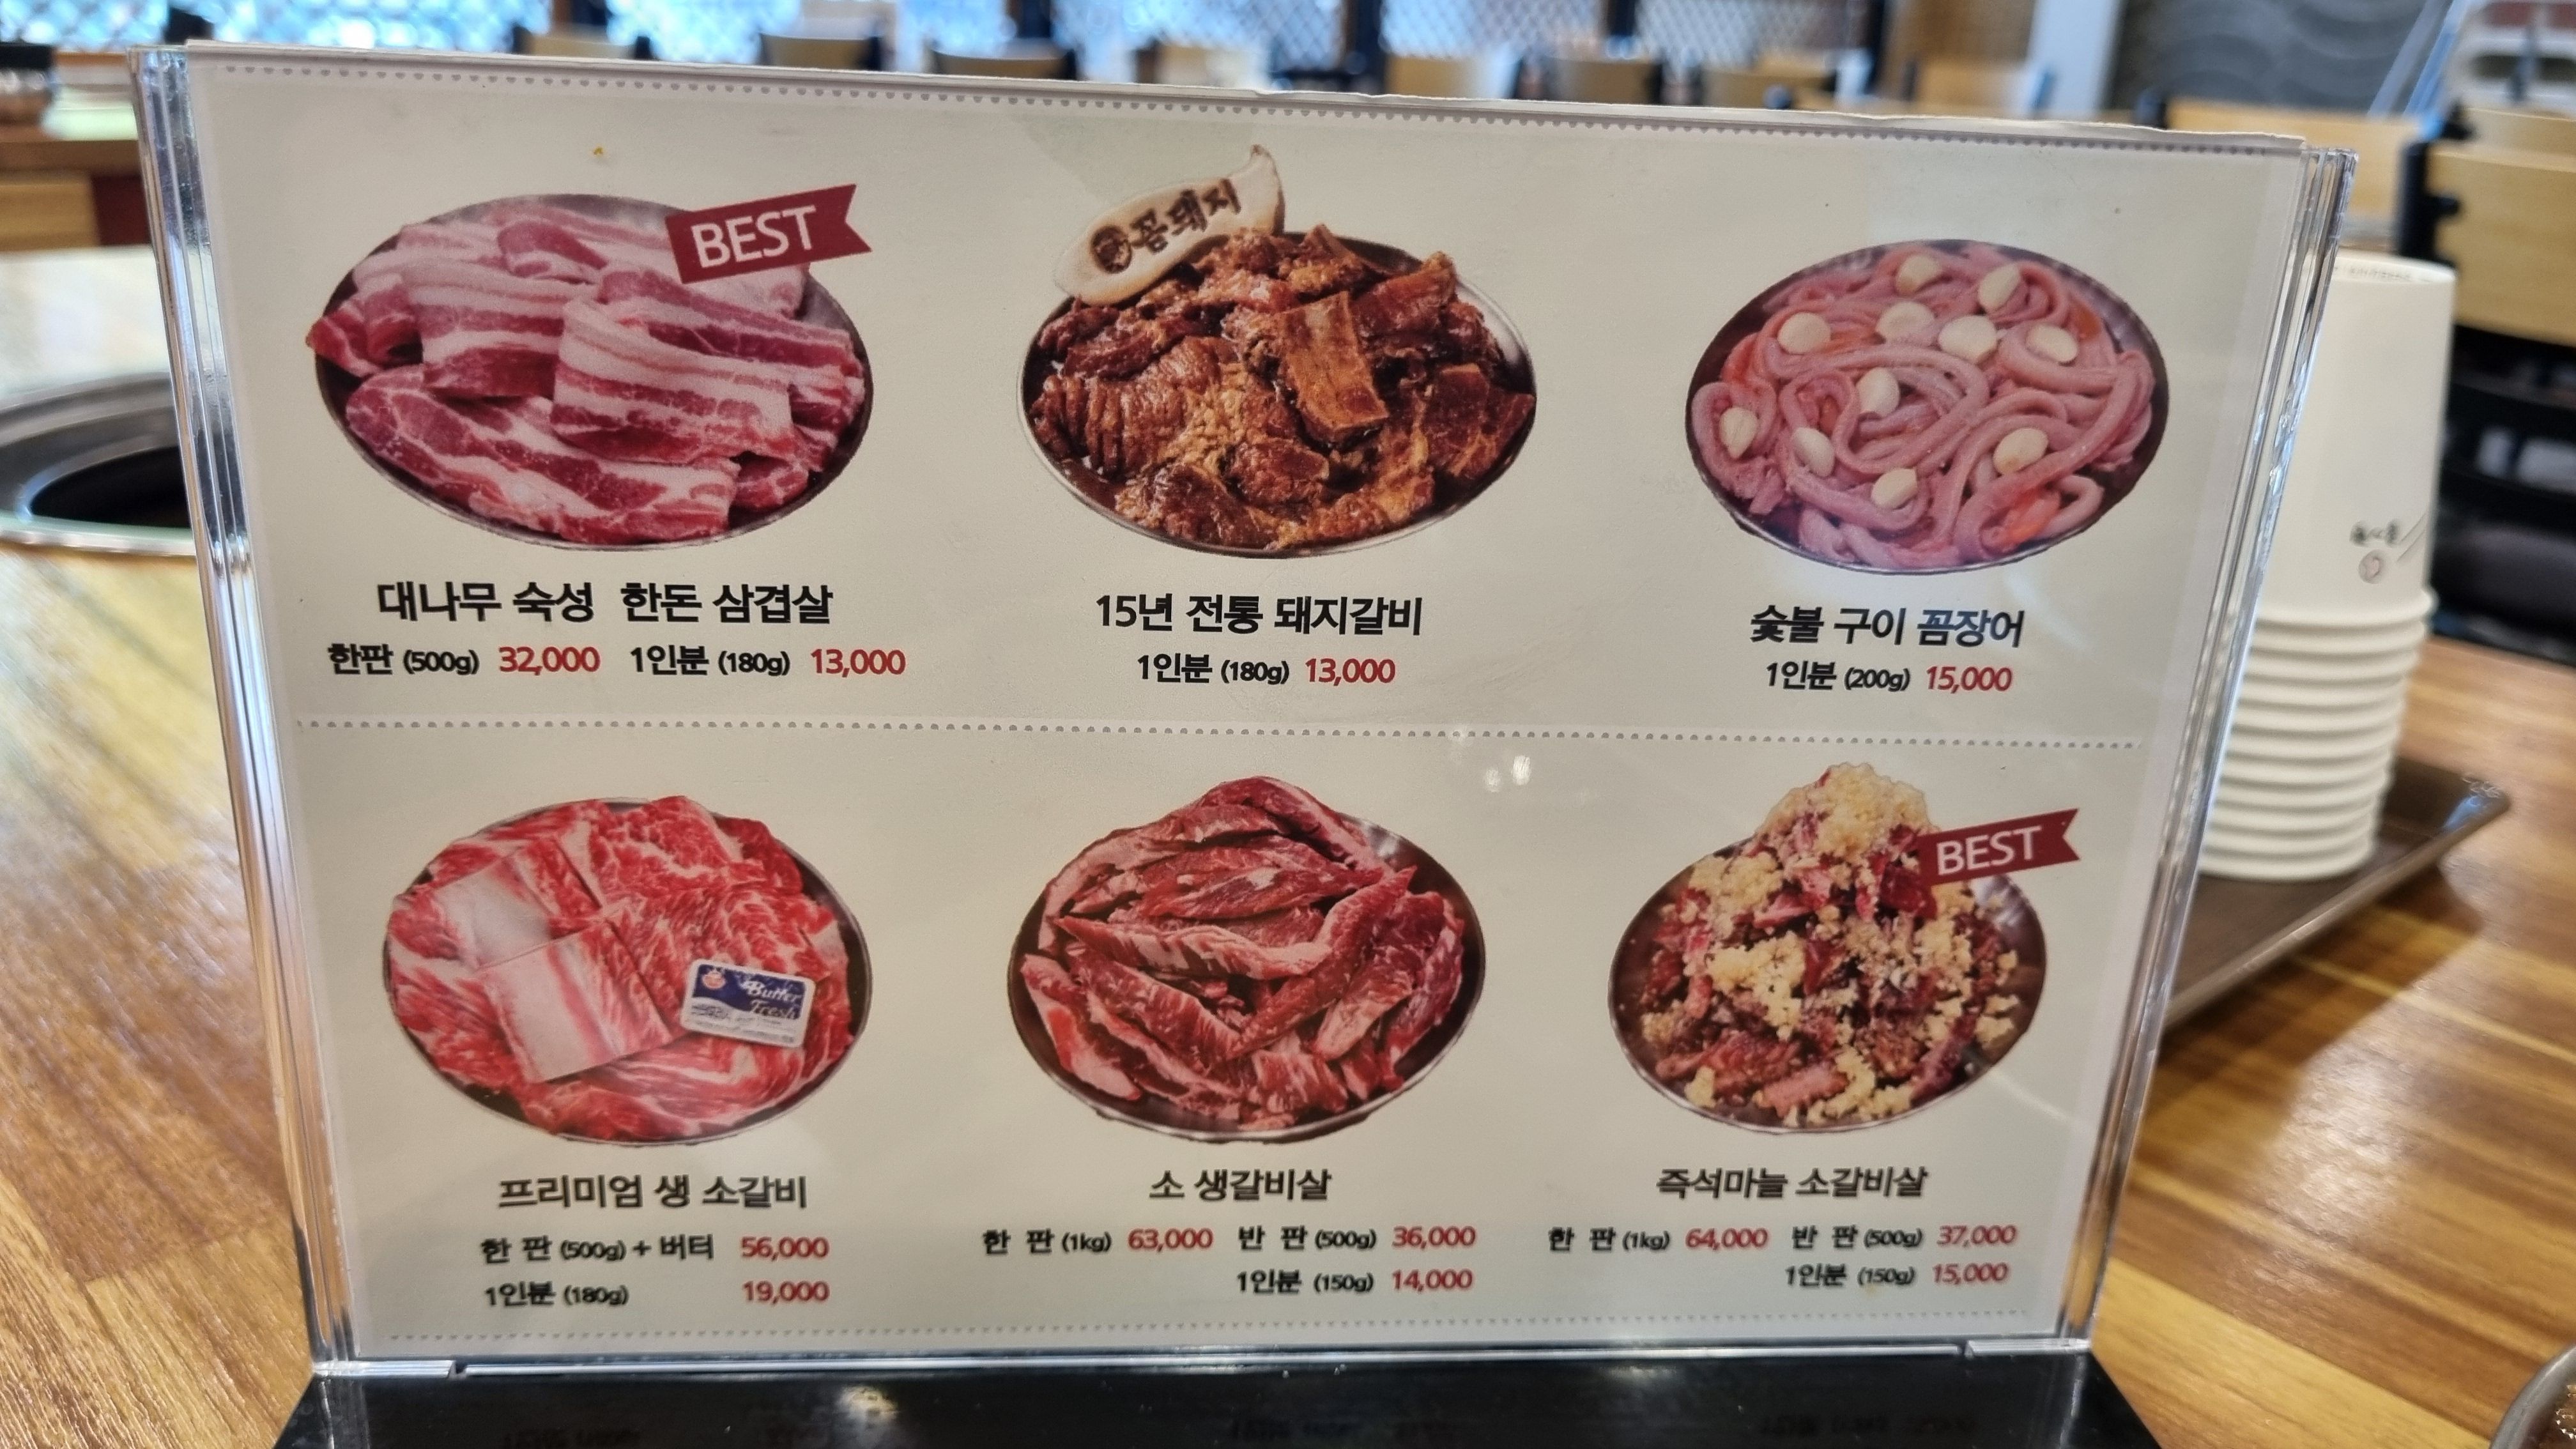 BEST
꼼돼지
대나무 숙성 한돈 삼겹살
한판 (500g) 32,000 1인분 (180g) 13,000
15년 전통 돼지갈비
1인분 (180g) 13,000
숯불 구이 꼼장어
1인분 (200g) 15,000
Butter
Fresh
프리미엄 생 소갈비
한 판 (500g) + 버터 56,000
1인분 (180g) 19,000
소 생갈비살
한 판 (1kg) 63,000 반 판 (500g) 36,000
1인분 (150g) 14,000
BEST
즉석마늘 소갈비살
한 판 (1kg) 64,000 반 판 (500g) 37,000
1인분 (150g) 15,000